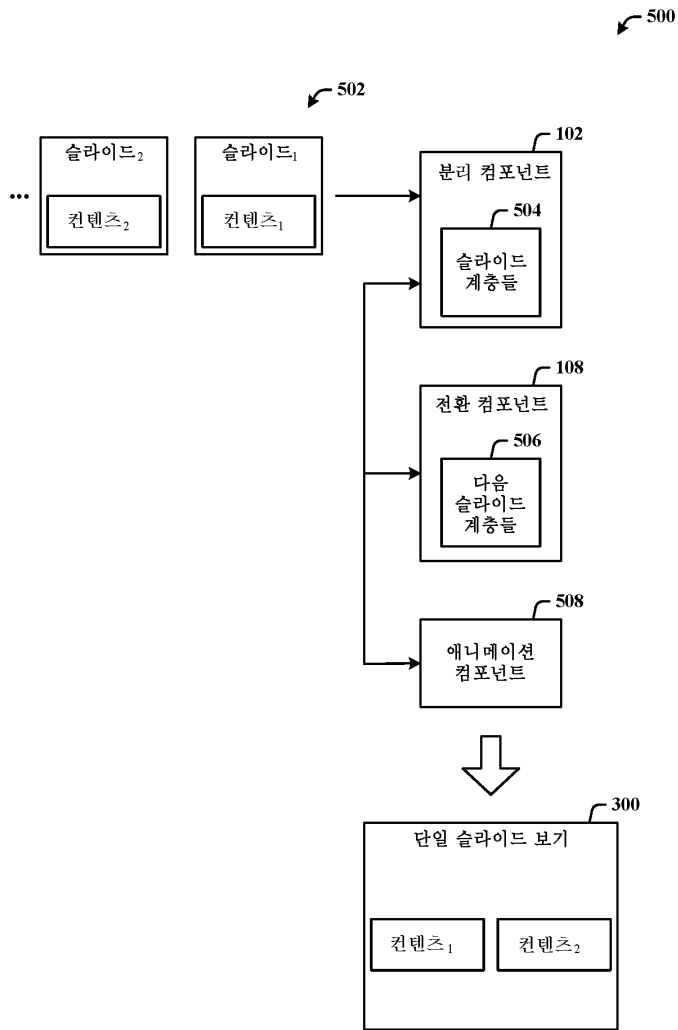 500
502
슬라이드₂
컨텐츠₂
슬라이드₁
컨텐츠₁
...
102
분리 컴포넌트
504
슬라이드
계층들
108
전환 컴포넌트
506
다음
슬라이드
계층들
508
애니메이션
컴포넌트
300
단일 슬라이드 보기
컨텐츠₁
컨텐츠₂